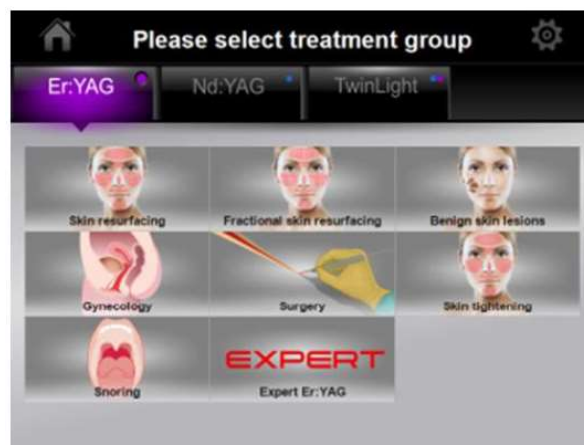 Please select treatment group
Er:YAG
Nd:YAG
TwinLight
Skin resurfacing
Fractional skin resurfacing
Benign skin lesions
Gynecology
Surgery
Skin tightening
Snoring
EXPERT
Expert Er:YAG